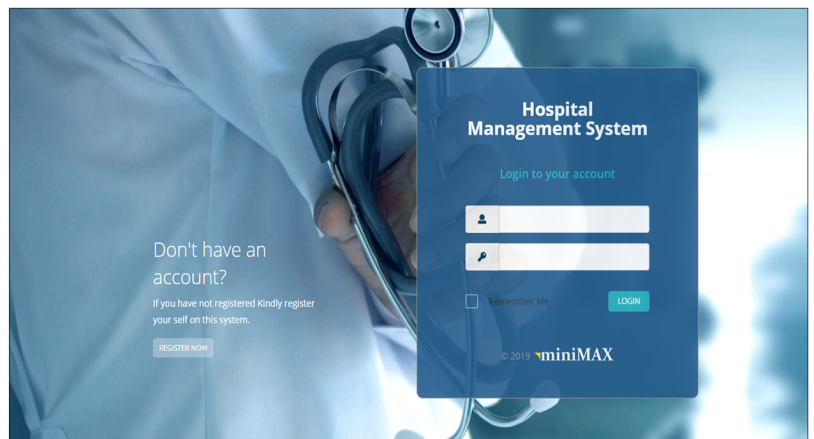 Hospital
Management System
Login to your account
Remember Me
LOGIN
© 2019 miniMAX
Don't have an
account?
If you have not registered Kindly register
your self on this system.
REGISTER NOW